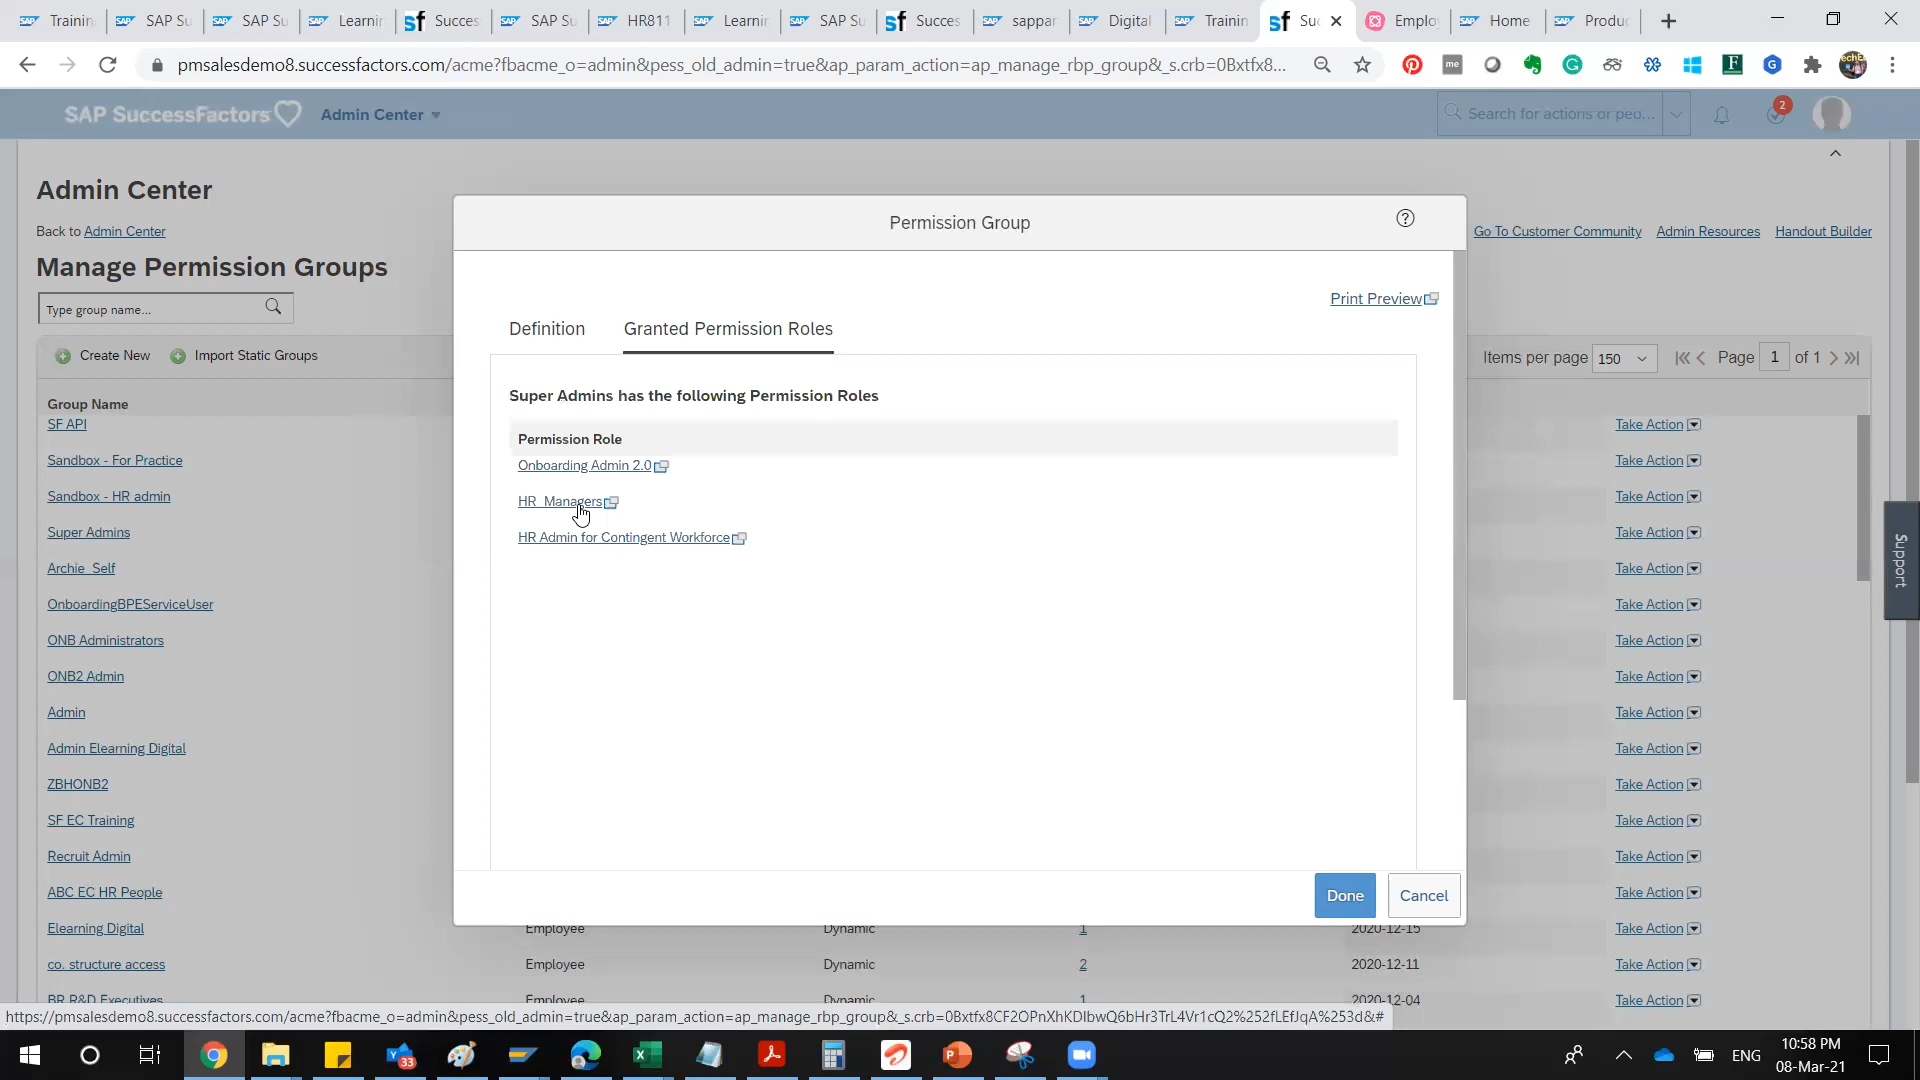 Training
SAP Su
SAP Su
Learnin
Succes
SAP Su
HR811
Learnin
SAP Su
Succes
sappar
Digital
Training
Suc
Emplo
Home
Produc
pmsalesdemo8.successfactors.com/acme?fbacme_o=admin&pess_old_admin=true&ap_param_action=ap_manage_rbp_group&_s.crb=0Bxtfx8...
SAP SuccessFactors
Admin Center
Search for actions or peo...
2
Admin Center
Back to Admin Center
Go To Customer Community
Admin Resources
Handout Builder
Manage Permission Groups
Type group name...
Create New
Import Static Groups
Items per page 150
Page 1 of 1
Group Name
SF API
Take Action
Sandbox - For Practice
Take Action
Sandbox - HR admin
Take Action
Super Admins
Take Action
Archie_Self
Take Action
OnboardingBPEServiceUser
Take Action
ONB Administrators
Take Action
ONB2 Admin
Take Action
Admin
Take Action
Admin Elearning Digital
Take Action
ZBHONB2
Take Action
SF EC Training
Take Action
Recruit Admin
Take Action
ABC EC HR People
Take Action
Elearning Digital
Employee
Dynamic
1
2020-12-15
Take Action
co. structure access
Employee
Dynamic
2
2020-12-11
Take Action
BR R&D Executives
Employee
Dynamic
1
2020-12-04
Take Action
Permission Group
Print Preview
Definition
Granted Permission Roles
Super Admins has the following Permission Roles
Permission Role
Onboarding Admin 2.0
HR_Managers
HR Admin for Contingent Workforce
Done
Cancel
Support
https://pmsalesdemo8.successfactors.com/acme?fbacme_o=admin&pess_old_admin=true&ap_param_action=ap_manage_rbp_group&_s.crb=0Bxtfx8CF2OPnXhKDIbwQ6bHr3TrL4Vr1cQ2%252fLEfJqA%253d&#
33
ENG
10:58 PM
08-Mar-21